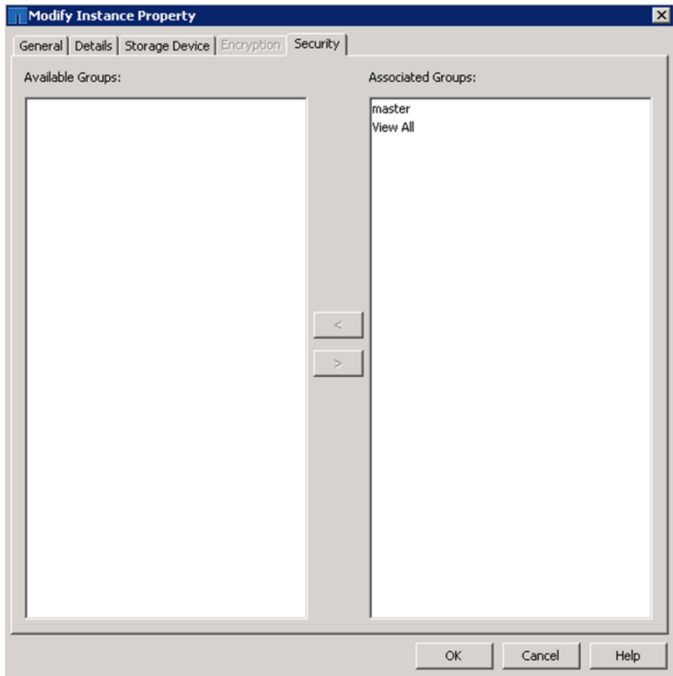 Modify Instance Property
General Details Storage Device Encryption Security
Available Groups: Associated Groups:
master
View All
<
>
OK Cancel Help